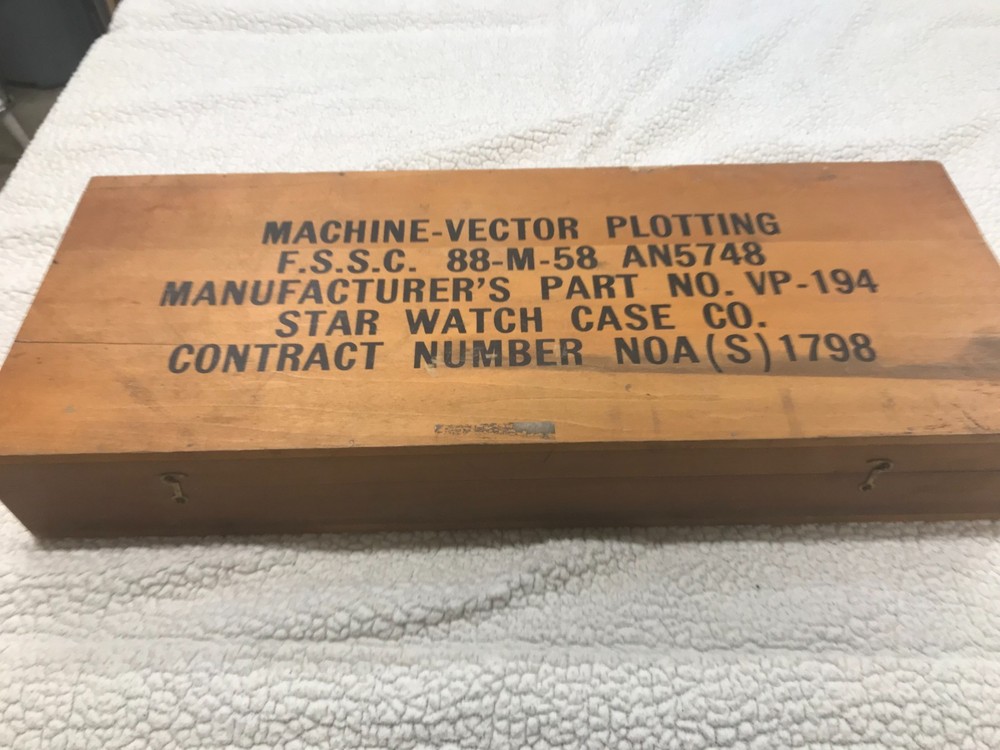 MACHINE-VECTOR PLOTTING
F.S.S.C. 88-M-58 AN5748
MANUFACTURER'S PART NO. VP-194
STAR WATCH CASE CO.
CONTRACT NUMBER NOA(S)1798